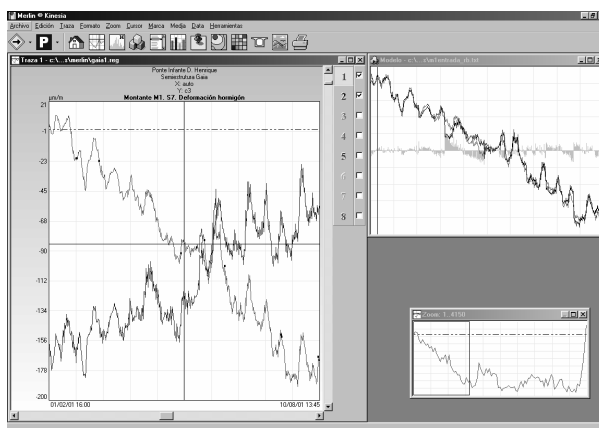 Merlin © Kinesia
Archivo Edición Traza Formato Zoom Cursor Marca Media Data Herramientas
P
Traza 1 - c:\...s\merlin\gaia1.reg
Ponte Infante D. Henrique
Semiestrutura Gaia
X: auto
Y: c3
µm/m Montante M1. S7. Deformación hormigón
21
-1
-23
-45
-68
-90
-112
-134
-156
-178
-200
01/02/01 16:00 10/08/01 13:45
1
2
3
4
5
6
7
8
Zoom: 1..4150